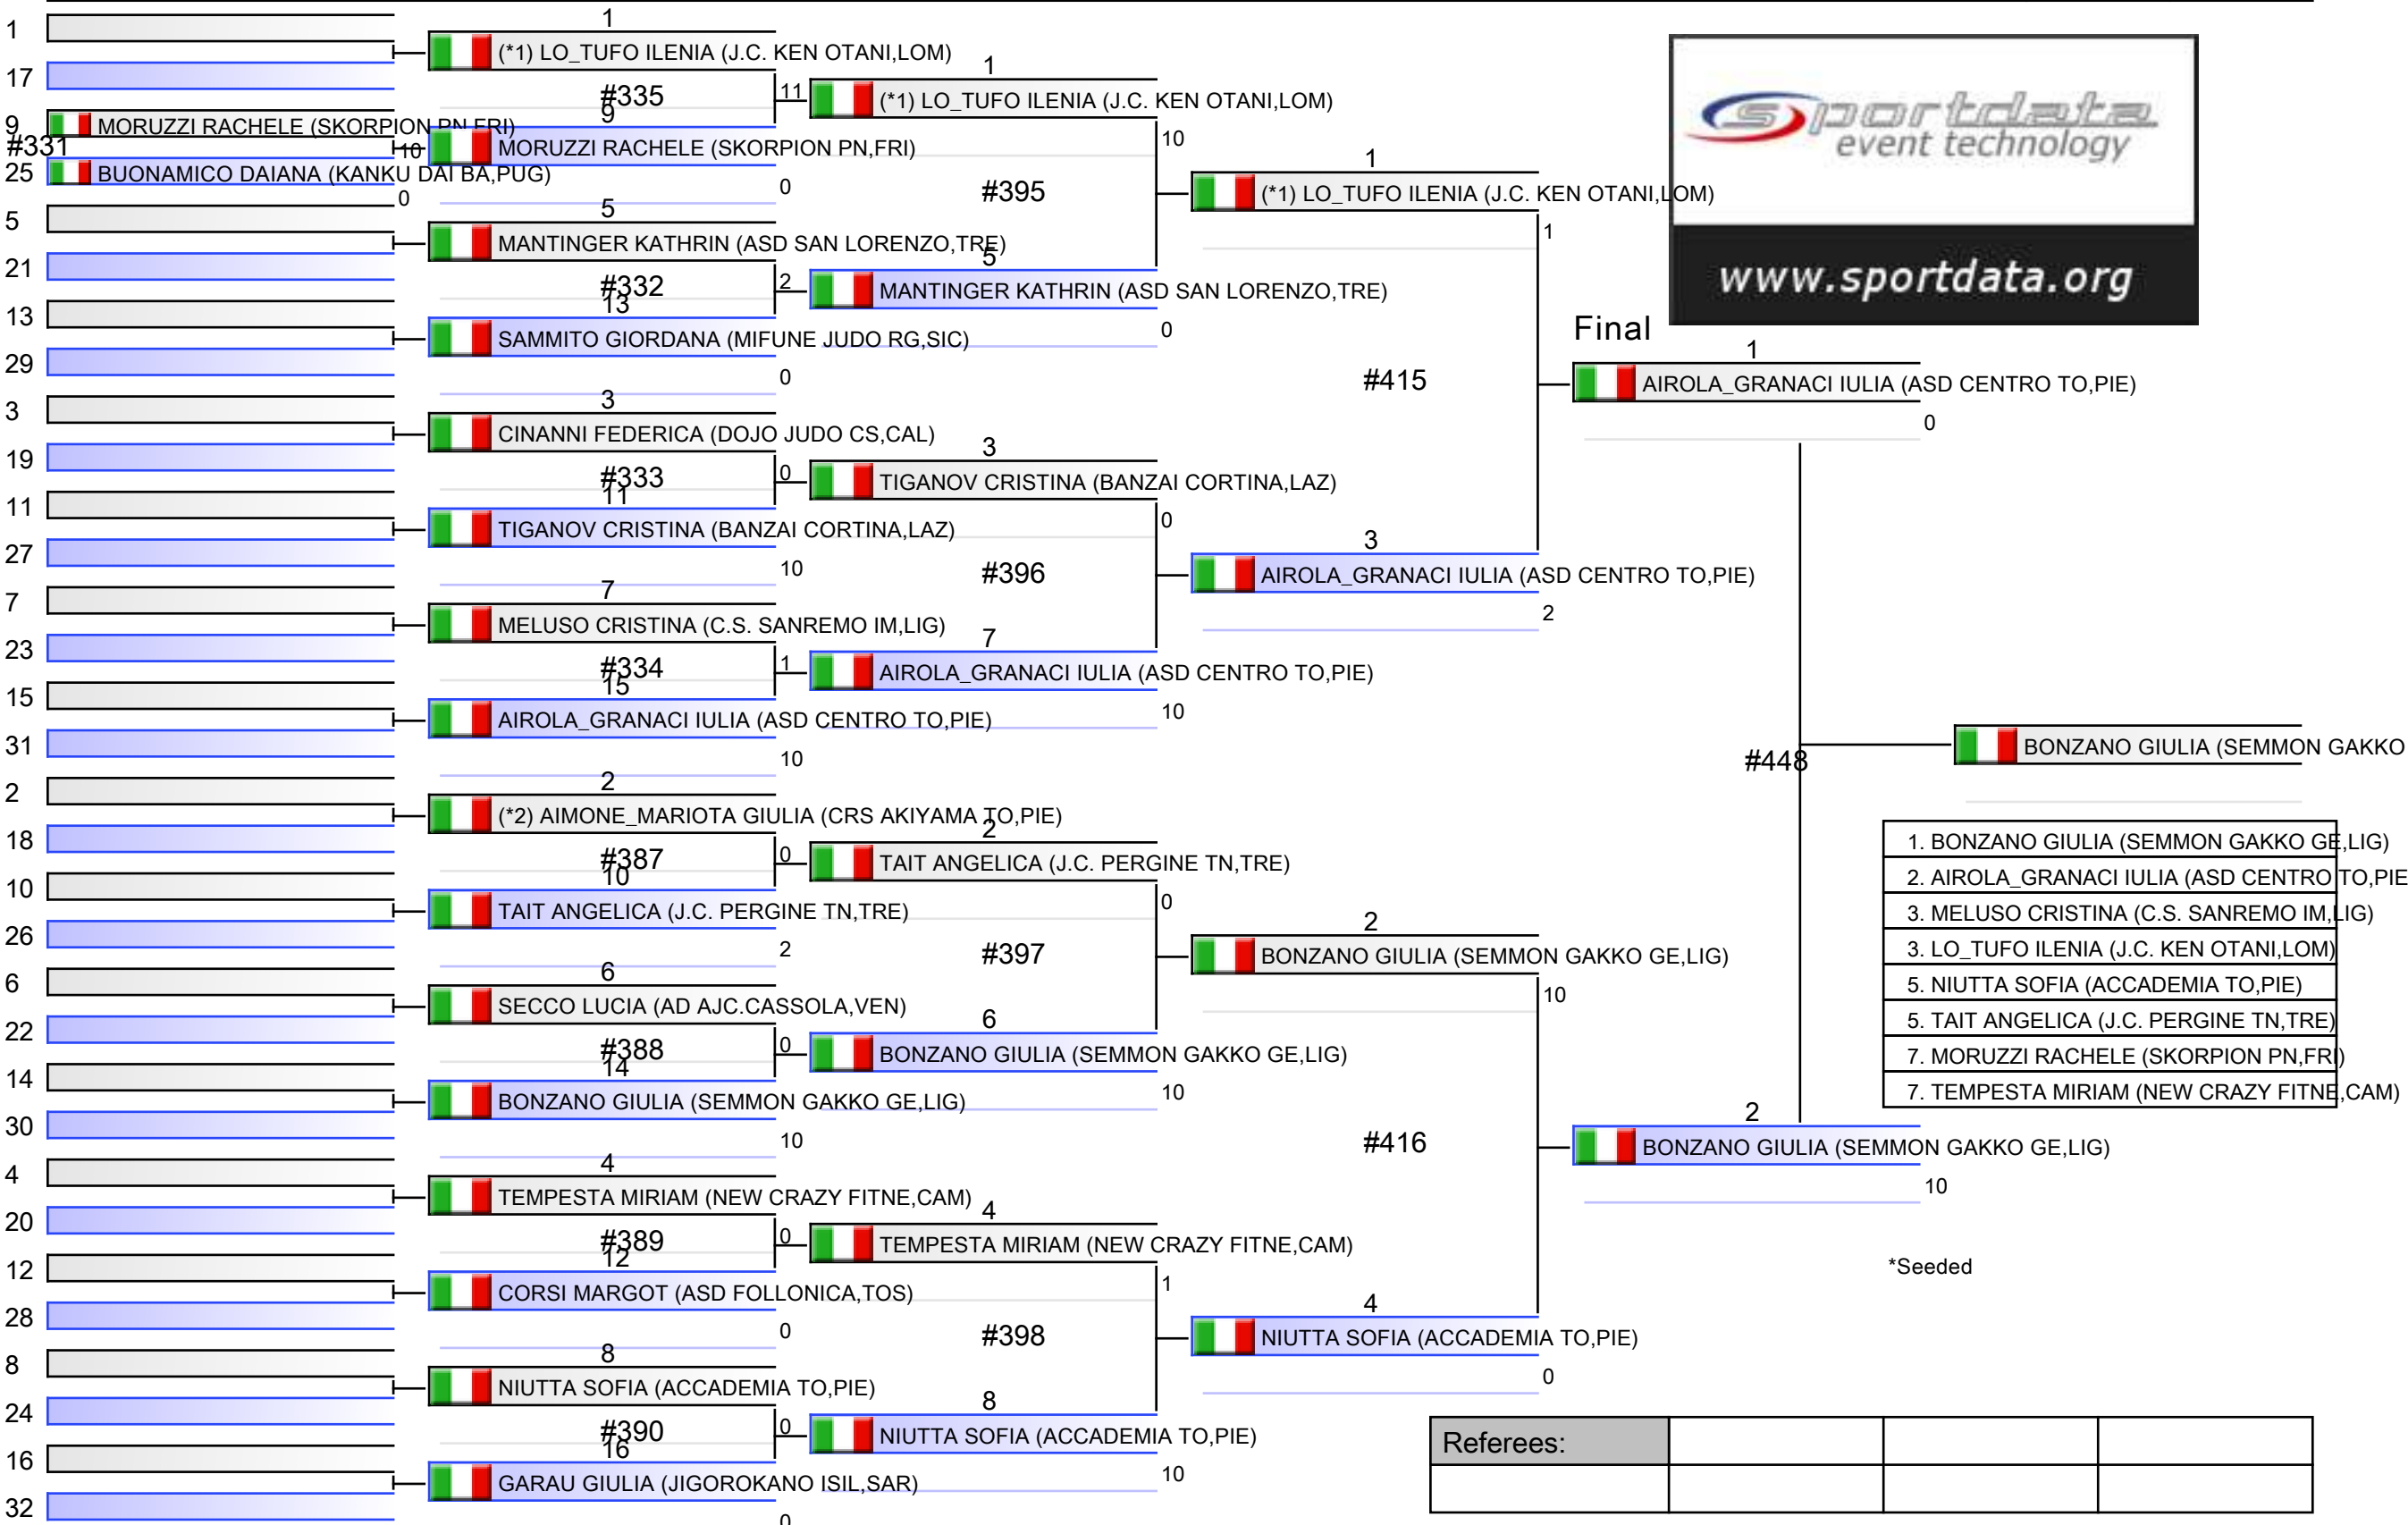 1
1
(*1) LO_TUFO ILENIA (J.C. KEN OTANI,LOM)
17
#335
11
1
(*1) LO_TUFO ILENIA (J.C. KEN OTANI,LOM)
9
MORUZZI RACHELE (SKORPION PN,FRI)
#331
10
9
MORUZZI RACHELE (SKORPION PN,FRI)
10
25
BUONAMICO DAIANA (KANKU DAI BA,PUG)
0
0
#395
1
(*1) LO_TUFO ILENIA (J.C. KEN OTANI,LOM)
1
5
5
MANTINGER KATHRIN (ASD SAN LORENZO,TRE)
21
#332
2
5
MANTINGER KATHRIN (ASD SAN LORENZO,TRE)
0
13
13
SAMMITO GIORDANA (MIFUNE JUDO RG,SIC)
29
0
#415
sportdata
event technology
www.sportdata.org
Final
1
AIROLA_GRANACI IULIA (ASD CENTRO TO,PIE)
0
3
3
CINANNI FEDERICA (DOJO JUDO CS,CAL)
19
#333
0
3
TIGANOV CRISTINA (BANZAI CORTINA,LAZ)
0
11
11
TIGANOV CRISTINA (BANZAI CORTINA,LAZ)
27
10
#396
3
AIROLA_GRANACI IULIA (ASD CENTRO TO,PIE)
2
7
7
MELUSO CRISTINA (C.S. SANREMO IM,LIG)
23
#334
1
7
AIROLA_GRANACI IULIA (ASD CENTRO TO,PIE)
10
15
15
AIROLA_GRANACI IULIA (ASD CENTRO TO,PIE)
31
10
#448
BONZANO GIULIA (SEMMON GAKKO
2
2
(*2) AIMONE_MARIOTA GIULIA (CRS AKIYAMA TO,PIE)
18
#387
0
2
TAIT ANGELICA (J.C. PERGINE TN,TRE)
0
10
10
TAIT ANGELICA (J.C. PERGINE TN,TRE)
26
2
#397
2
BONZANO GIULIA (SEMMON GAKKO GE,LIG)
10
6
6
SECCO LUCIA (AD AJC.CASSOLA,VEN)
22
#388
0
6
BONZANO GIULIA (SEMMON GAKKO GE,LIG)
10
14
14
BONZANO GIULIA (SEMMON GAKKO GE,LIG)
30
10
#416
2
BONZANO GIULIA (SEMMON GAKKO GE,LIG)
10
1. BONZANO GIULIA (SEMMON GAKKO GE,LIG)
2. AIROLA_GRANACI IULIA (ASD CENTRO TO,PIE
3. MELUSO CRISTINA (C.S. SANREMO IM,LIG)
3. LO_TUFO ILENIA (J.C. KEN OTANI,LOM)
5. NIUTTA SOFIA (ACCADEMIA TO,PIE)
5. TAIT ANGELICA (J.C. PERGINE TN,TRE)
7. MORUZZI RACHELE (SKORPION PN,FRI)
7. TEMPESTA MIRIAM (NEW CRAZY FITNE,CAM)
4
4
TEMPESTA MIRIAM (NEW CRAZY FITNE,CAM)
20
#389
0
4
TEMPESTA MIRIAM (NEW CRAZY FITNE,CAM)
1
12
12
CORSI MARGOT (ASD FOLLONICA,TOS)
28
0
#398
4
NIUTTA SOFIA (ACCADEMIA TO,PIE)
0
*Seeded
8
8
NIUTTA SOFIA (ACCADEMIA TO,PIE)
24
#390
0
8
NIUTTA SOFIA (ACCADEMIA TO,PIE)
10
16
16
GARAU GIULIA (JIGOROKANO ISIL,SAR)
32
0
Referees: